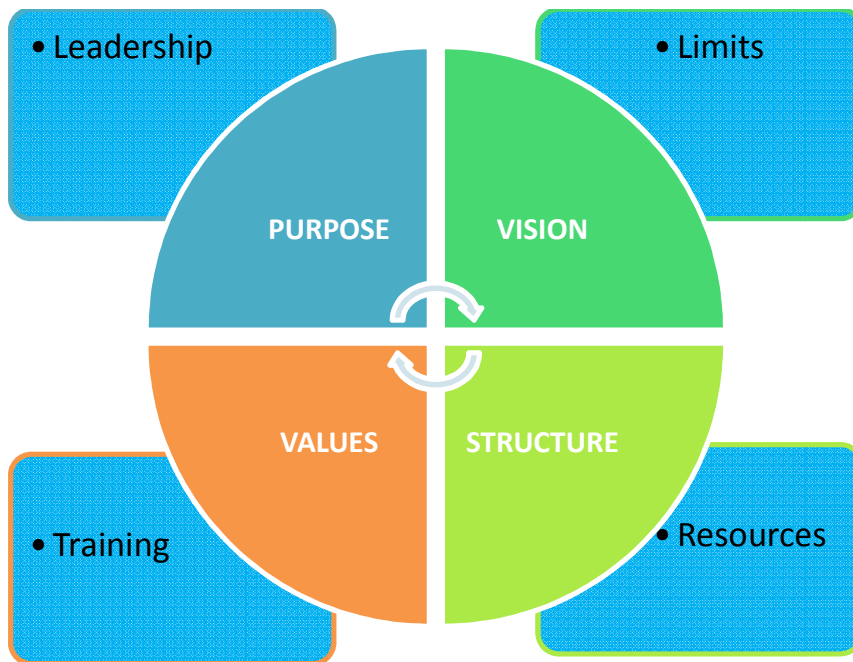 • Leadership
• Limits
PURPOSE
VISION
VALUES
STRUCTURE
• Training
• Resources